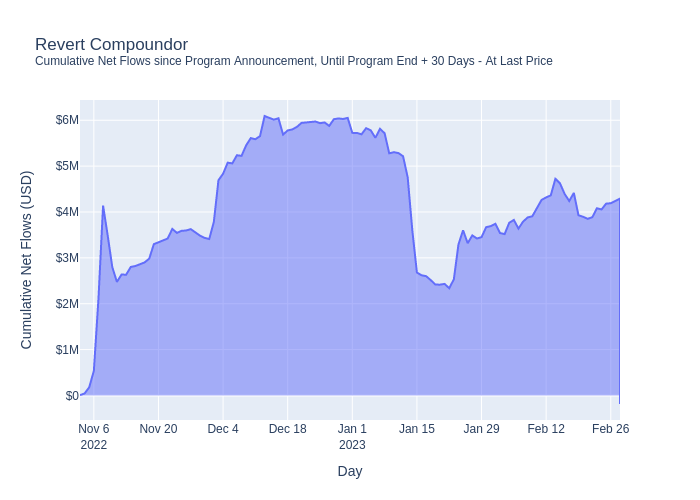 Revert Compoundor
Cumulative Net Flows since Program Announcement, Until Program End + 30 Days - At Last Price
Cumulative Net Flows (USD)
$6M
$5M
$4M
$3M
$2M
$1M
$0
Nov 6 Nov 20 Dec 4 Dec 18 Jan 1 Jan 15 Jan 29 Feb 12 Feb 26
2022 2023
Day